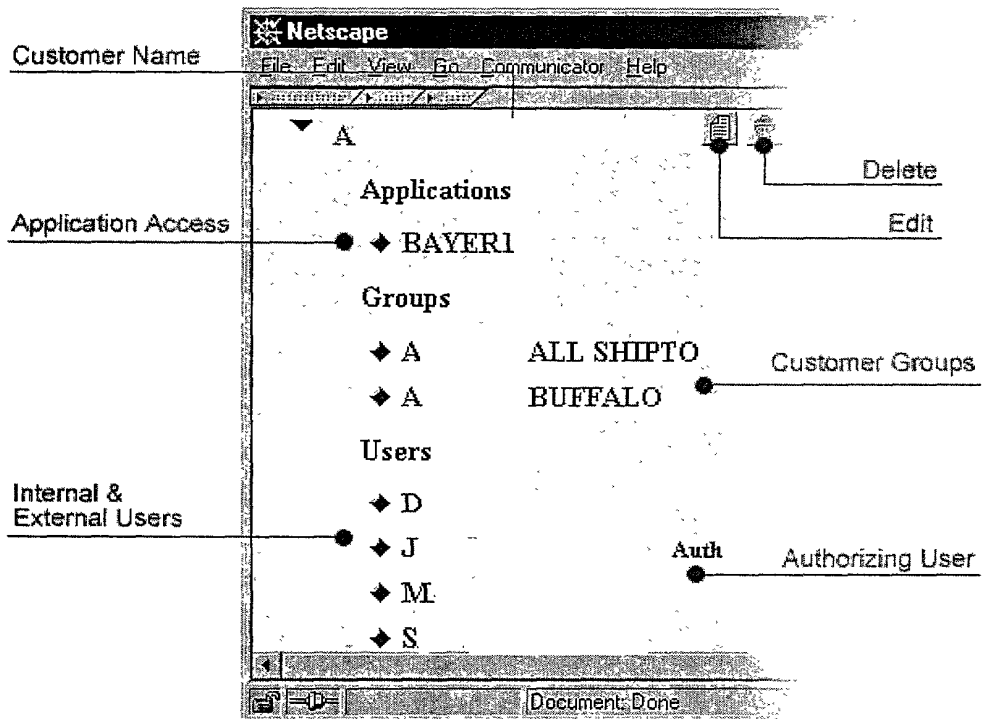 Netscape
Customer Name
File Edit View Go Communicator Help
A
Delete
Applications
Application Access
Edit
BAYER1
Groups
A ALL SHIPTO
Customer Groups
A BUFFALO
Users
Internal &
External Users
D
J
Auth
Authorizing User
M
S
Document: Done